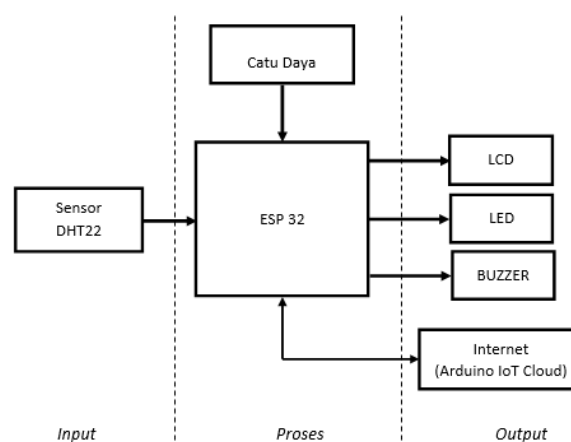 Catu Daya
Sensor
DHT22
ESP 32
LCD
LED
BUZZER
Internet
(Arduino IoT Cloud)
Input
Proses
Output